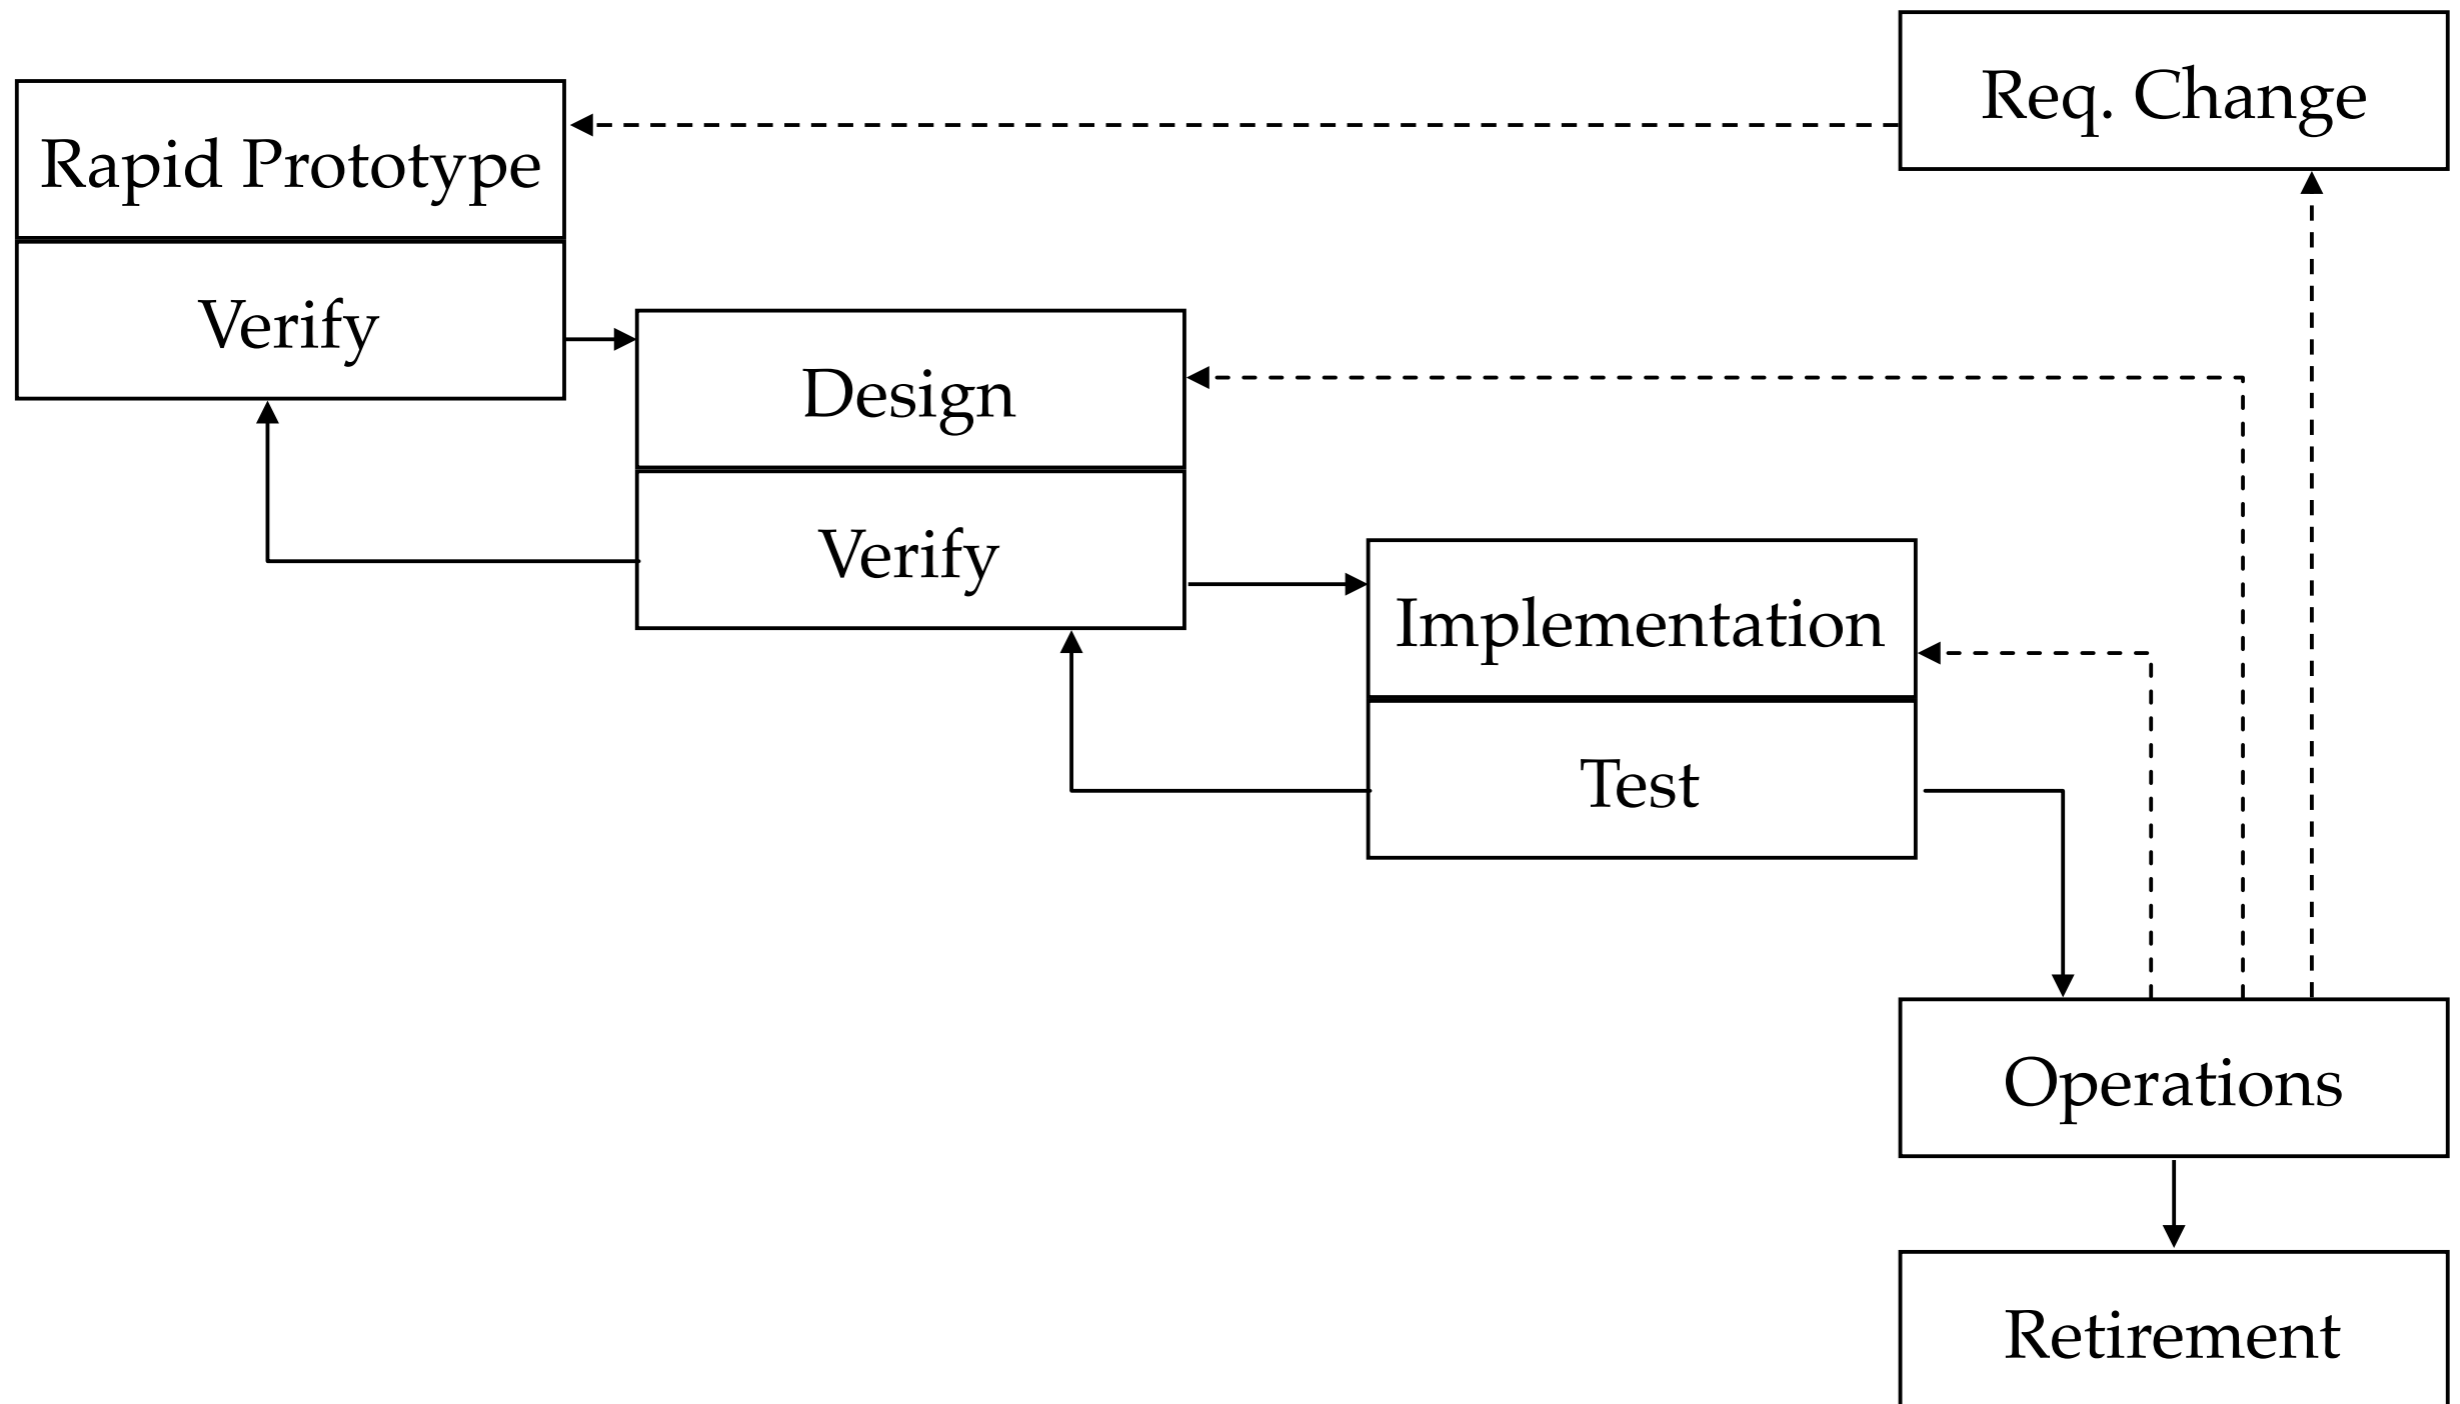 Req. Change
Rapid Prototype
Verify
Design
Verify
Implementation
Test
Operations
Retirement